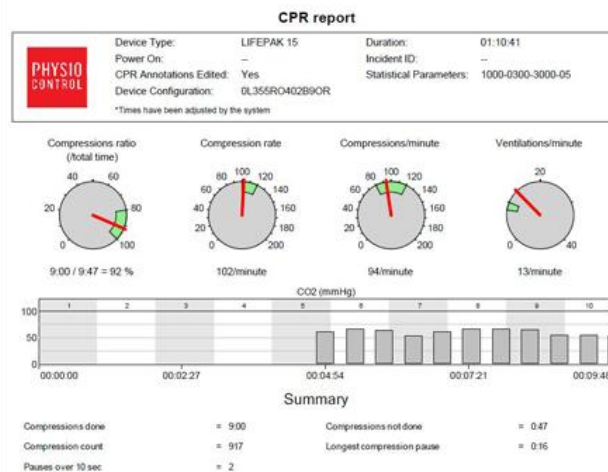 CPR report
PHYSIO
CONTROL
Device Type: LIFEPAK 15 Duration: 01:10:41
Power On: -- Incident ID: --
CPR Annotations Edited: Yes Statistical Parameters: 1000-0300-3000-05
Device Configuration: 0L355RO402B9OR
*Times have been adjusted by the system
Compressions ratio Compression rate Compressions/minute Ventilations/minute
(/total time)
0 20 40 60 80 100
0 60 80 100 120 140 160 200
0 60 80 100 120 140 160 200
0 20 40
9:00 / 9:47 = 92 % 102/minute 94/minute 13/minute
CO2 (mmHg)
1 2 3 4 5 6 7 8 9 10
100
50
0
00:00:00 00:02:27 00:04:54 00:07:21 00:09:48
Summary
Compressions done = 9:00 Compressions not done = 0:47
Compression count = 917 Longest compression pause = 0:16
Pauses over 10 sec = 2